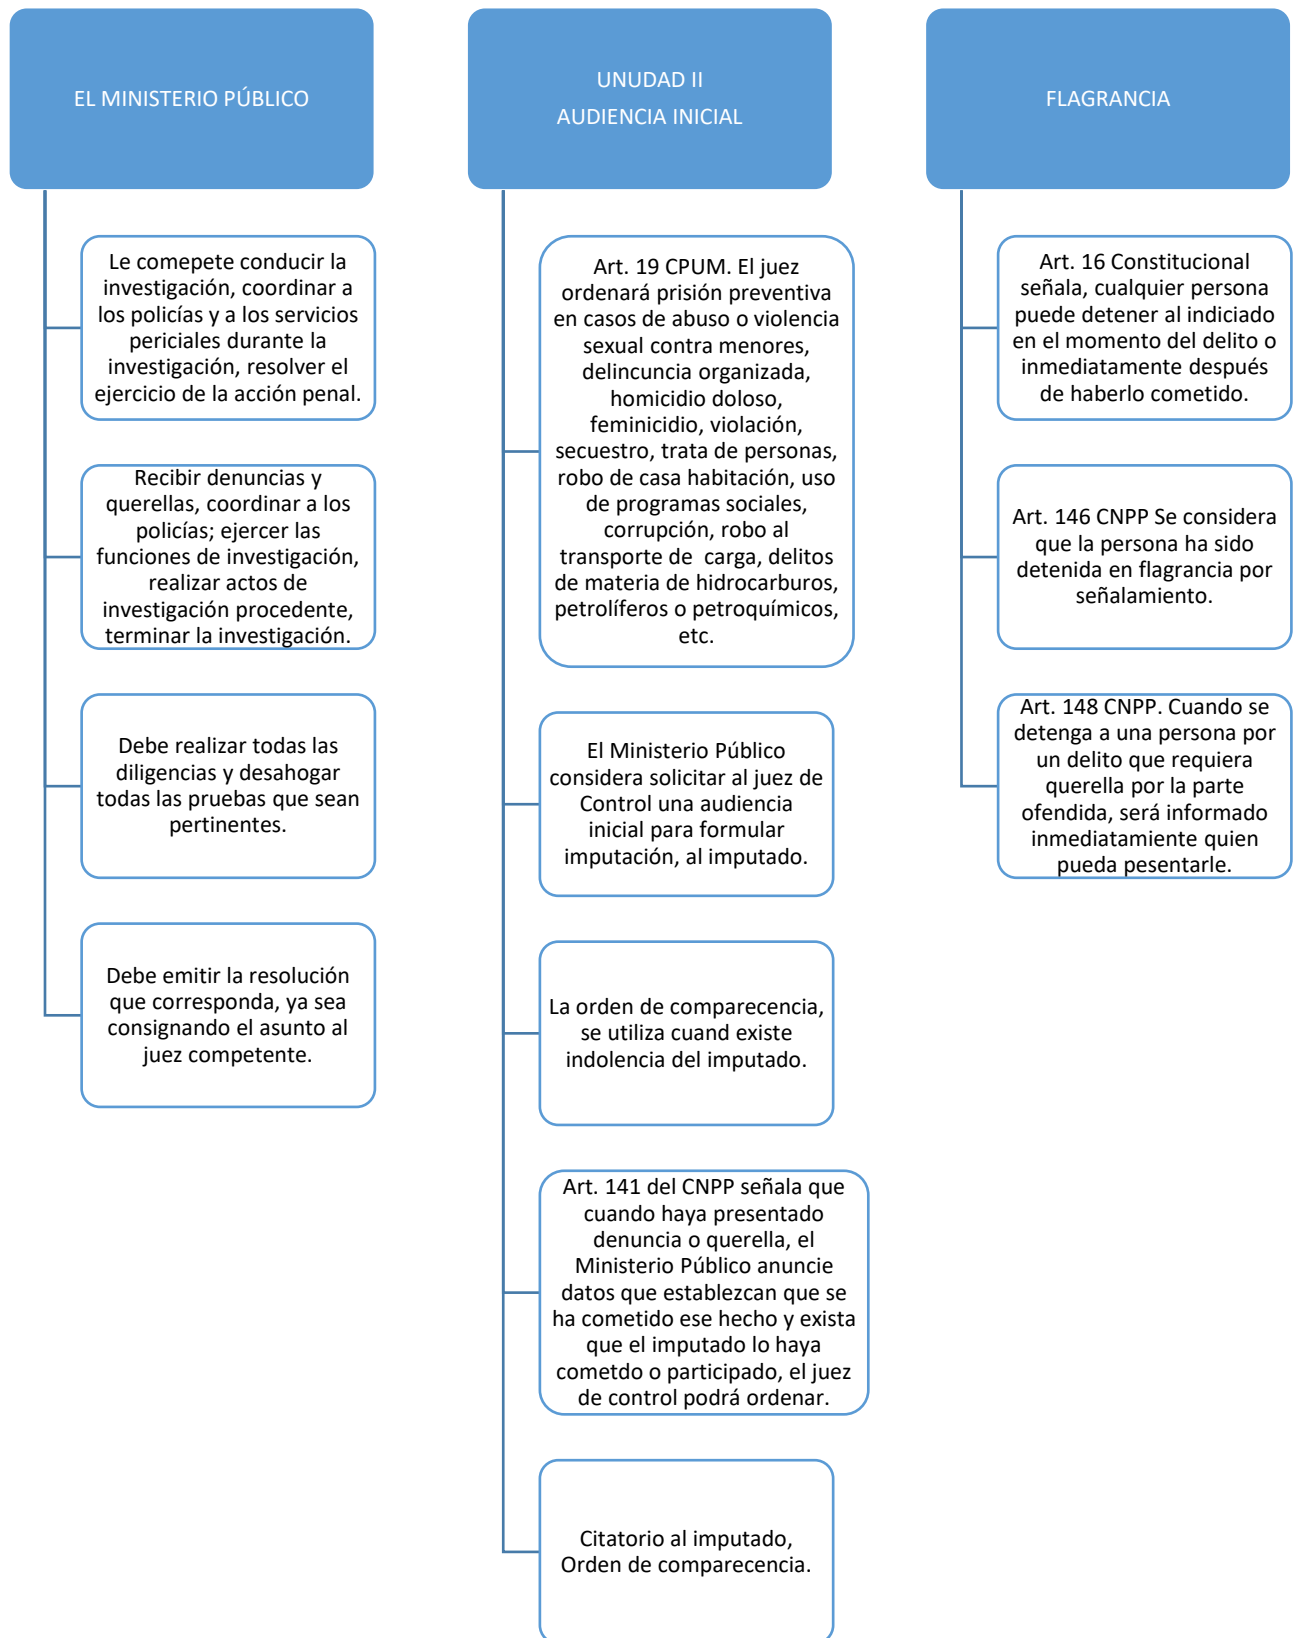 EL MINISTERIO PÚBLICO
Le comepete conducir la
investigación, coordinar a
los policías y a los servicios
periciales durante la
investigación, resolver el
ejercicio de la acción penal.
Recibir denuncias y
querellas, coordinar a los
policías; ejercer las
funciones de investigación,
realizar actos de
investigación procedente,
terminar la investigación.
Debe realizar todas las
diligencias y desahogar
todas las pruebas que sean
pertinentes.
Debe emitir la resolución
que corresponda, ya sea
consignando el asunto al
juez competente.
UNUDAD II
AUDIENCIA INICIAL
Art. 19 CPUM. El juez
ordenará prisión preventiva
en casos de abuso o violencia
sexual contra menores,
delincuncia organizada,
homicidio doloso,
feminicidio, violación,
secuestro, trata de personas,
robo de casa habitación, uso
de programas sociales,
corrupción, robo al
transporte de carga, delitos
de materia de hidrocarburos,
petrolíferos o petroquímicos,
etc.
El Ministerio Público
considera solicitar al juez de
Control una audiencia
inicial para formular
imputación, al imputado.
La orden de comparecencia,
se utiliza cuand existe
indolencia del imputado.
Art. 141 del CNPP señala que
cuando haya presentado
denuncia o querella, el
Ministerio Público anuncie
datos que establezcan que se
ha cometido ese hecho y exista
que el imputado lo haya
cometdo o participado, el juez
de control podrá ordenar.
Citatorio al imputado,
Orden de comparecencia.
FLAGRANCIA
Art. 16 Constitucional
señala, cualquier persona
puede detener al indiciado
en el momento del delito o
inmediatamente después
de haberlo cometido.
Art. 146 CNPP Se considera
que la persona ha sido
detenida en flagrancia por
señalamiento.
Art. 148 CNPP. Cuando se
detenga a una persona por
un delito que requiera
querella por la parte
ofendida, será informado
inmediatamiente quien
pueda pesentarle.